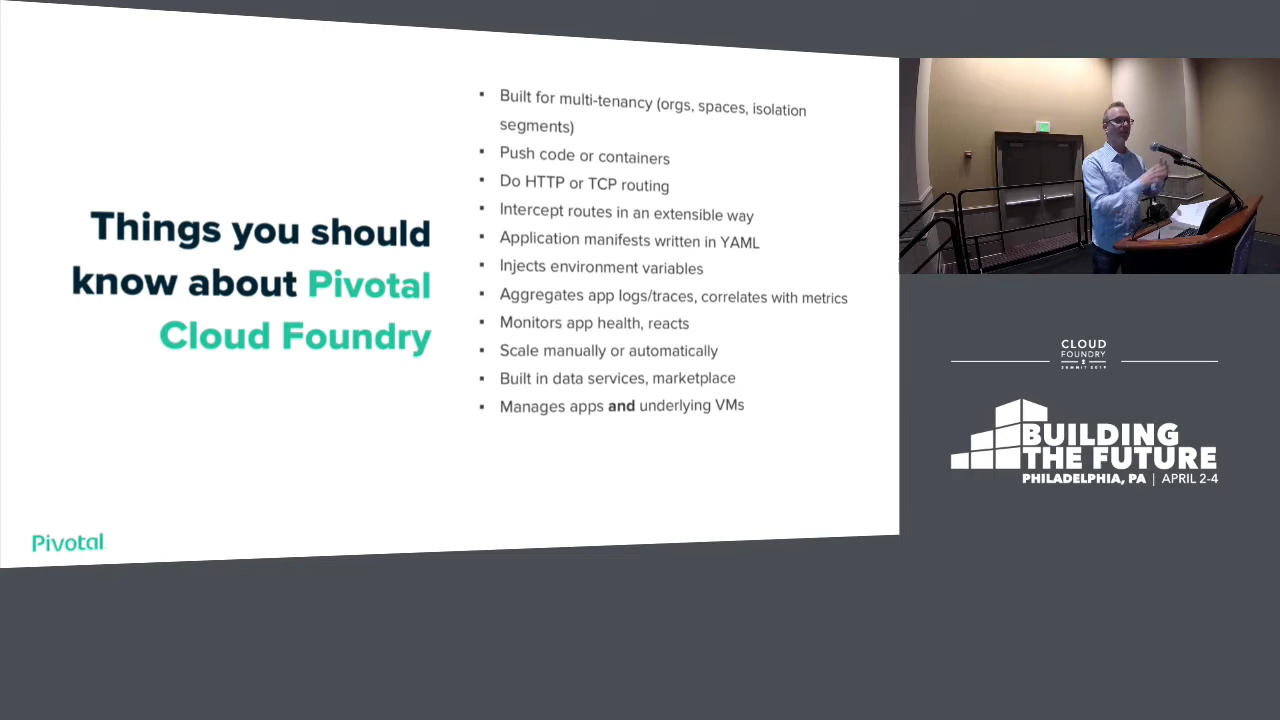 Things you should
know about Pivotal
Cloud Foundry
▪ Built for multi-tenancy (orgs, spaces, isolation
segments)
▪ Push code or containers
▪ Do HTTP or TCP routing
▪ Intercept routes in an extensible way
▪ Application manifests written in YAML
▪ Injects environment variables
▪ Aggregates app logs/traces, correlates with metrics
▪ Monitors app health, reacts
▪ Scale manually or automatically
▪ Built in data services, marketplace
▪ Manages apps and underlying VMs
Pivotal
CLOUD
FOUNDRY
SUMMIT 2019
BUILDING
THE FUTURE
PHILADELPHIA, PA | APRIL 2-4